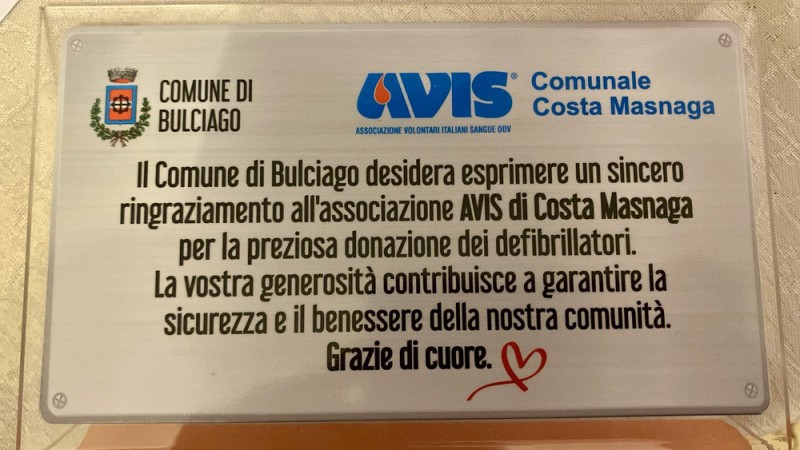 COMUNE DI
BULCIAGO
AVIS®
ASSOCIAZIONE VOLONTARI ITALIANI SANGUE ODV
Comunale
Costa Masnaga
Il Comune di Bulciago desidera esprimere un sincero
ringraziamento all'associazione AVIS di Costa Masnaga
per la preziosa donazione dei defibrillatori.
La vostra generosità contribuisce a garantire la
sicurezza e il benessere della nostra comunità.
Grazie di cuore.